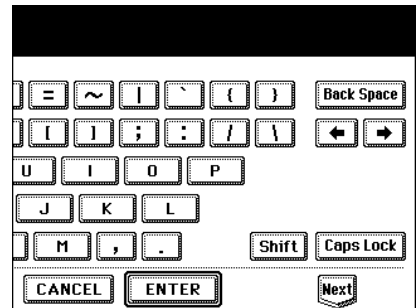 = ~ | ` { } Back Space
[ ] ; : / \ ← →
U I O P
J K L
M , . Shift Caps Lock
CANCEL ENTER Next